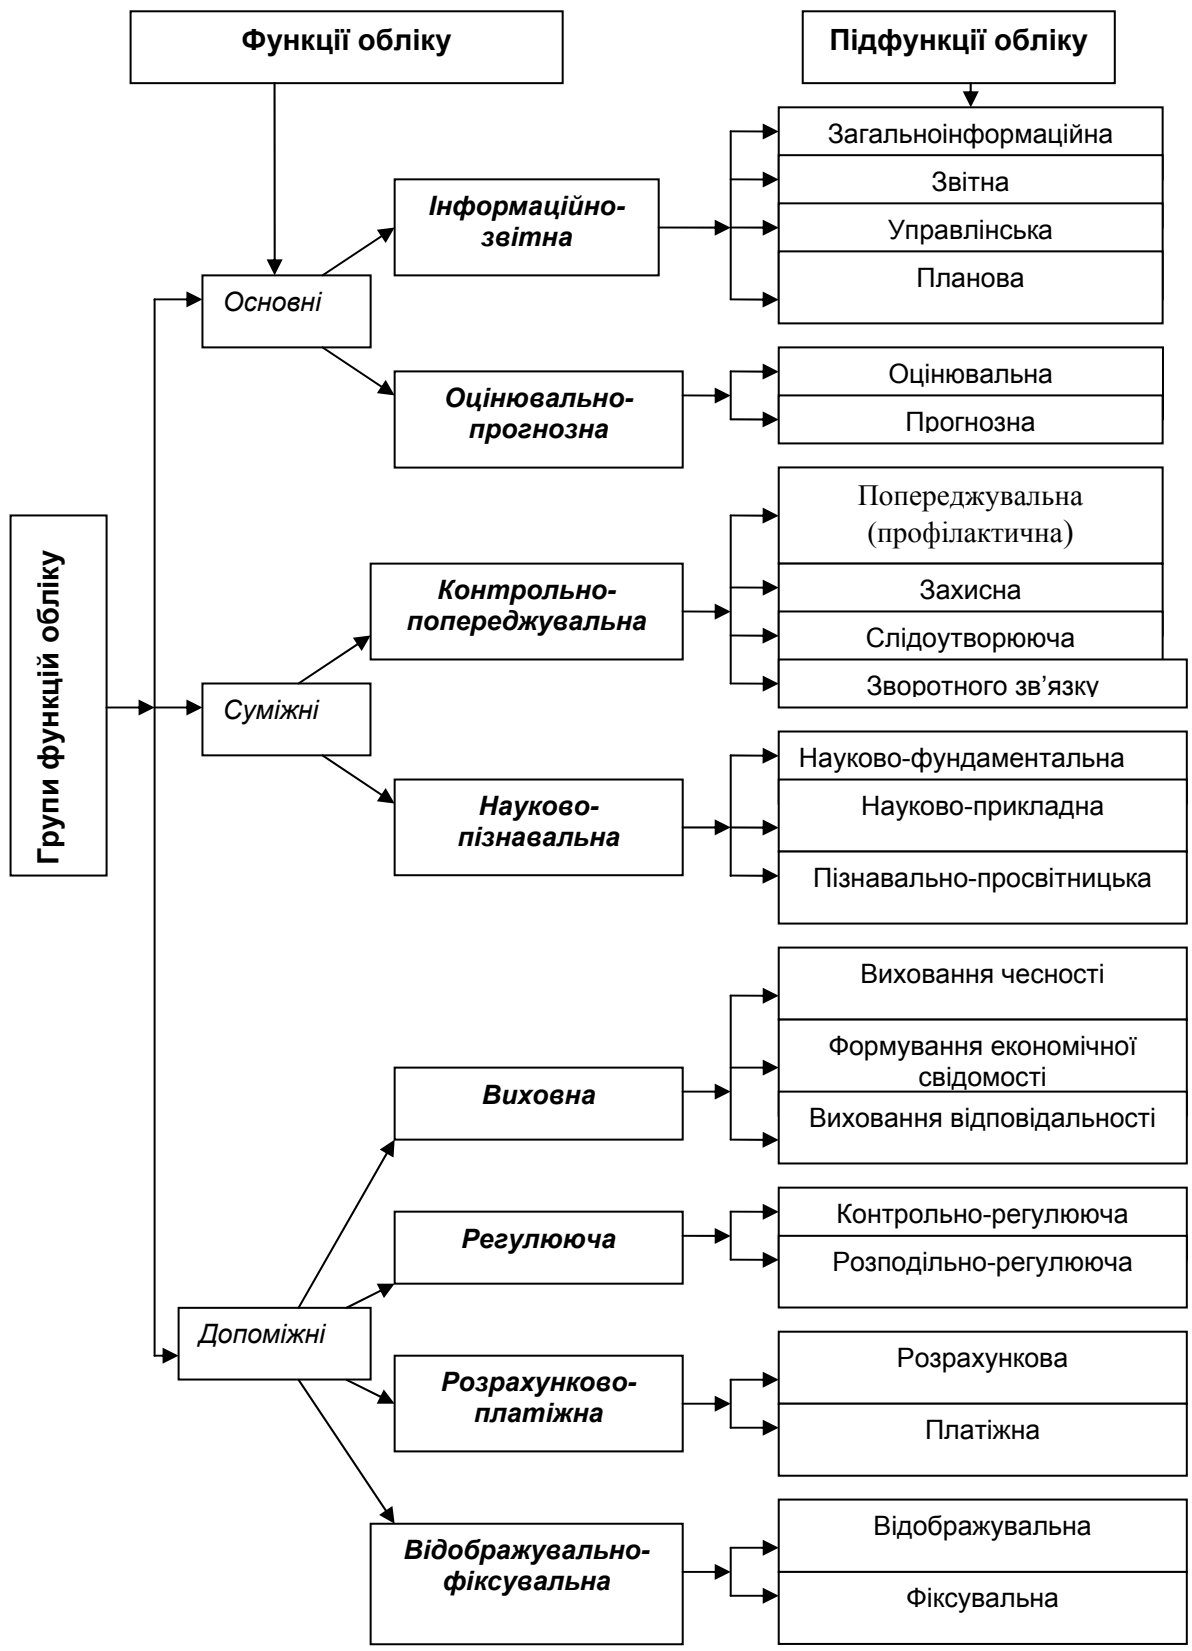 Функції обліку
Підфункції обліку
Загальноінформаційна
Звітна
Управлінська
Планова
Інформаційно-
звітна
Основні
Оцінювально-
прогнозна
Оцінювальна
Прогнозна
Групи функцій обліку
Попереджувальна
(профілактична)
Контрольно-
попереджувальна
Захисна
Слідоутворююча
Зворотного зв’язку
Суміжні
Науково-
пізнавальна
Науково-фундаментальна
Науково-прикладна
Пізнавально-просвітницька
Виховання чесності
Формування економічної
свідомості
Виховання відповідальності
Виховна
Регулююча
Контрольно-регулююча
Розподільно-регулююча
Допоміжні
Розрахунково-
платіжна
Розрахункова
Платіжна
Відображувально-
фіксувальна
Відображувальна
Фіксувальна